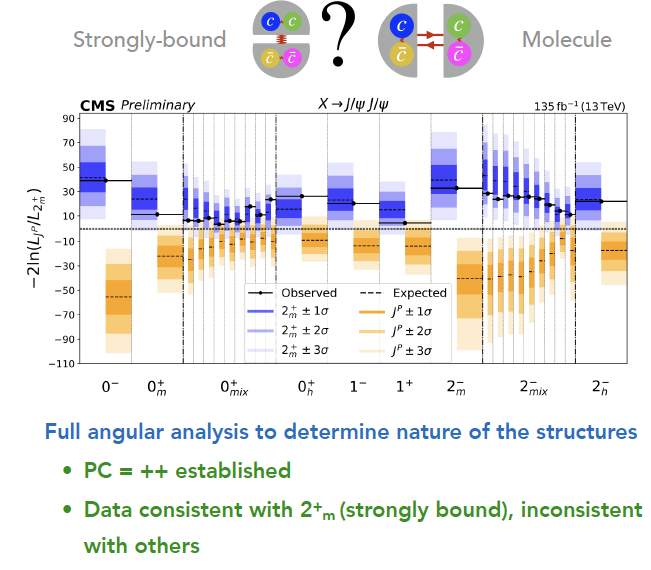 Strongly-bound
c c
c̄ c̄
?
c c
c̄ c̄
Molecule
CMS Preliminary
X → J/ψ J/ψ
135 fb⁻¹ (13 TeV)
−2ln(L_{J^P}/L_{2⁺ₘ})
90
70
50
30
10
−10
−30
−50
−70
−90
−110
Observed
Expected
2⁺ₘ ± 1σ
J^P ± 1σ
2⁺ₘ ± 2σ
J^P ± 2σ
2⁺ₘ ± 3σ
J^P ± 3σ
0⁻ 0⁺ₘ 0⁺_{mix} 0⁺ₕ 1⁻ 1⁺ 2⁻ₘ 2⁻_{mix} 2⁻ₕ
Full angular analysis to determine nature of the structures
• PC = ++ established
• Data consistent with 2⁺ₘ (strongly bound), inconsistent
with others